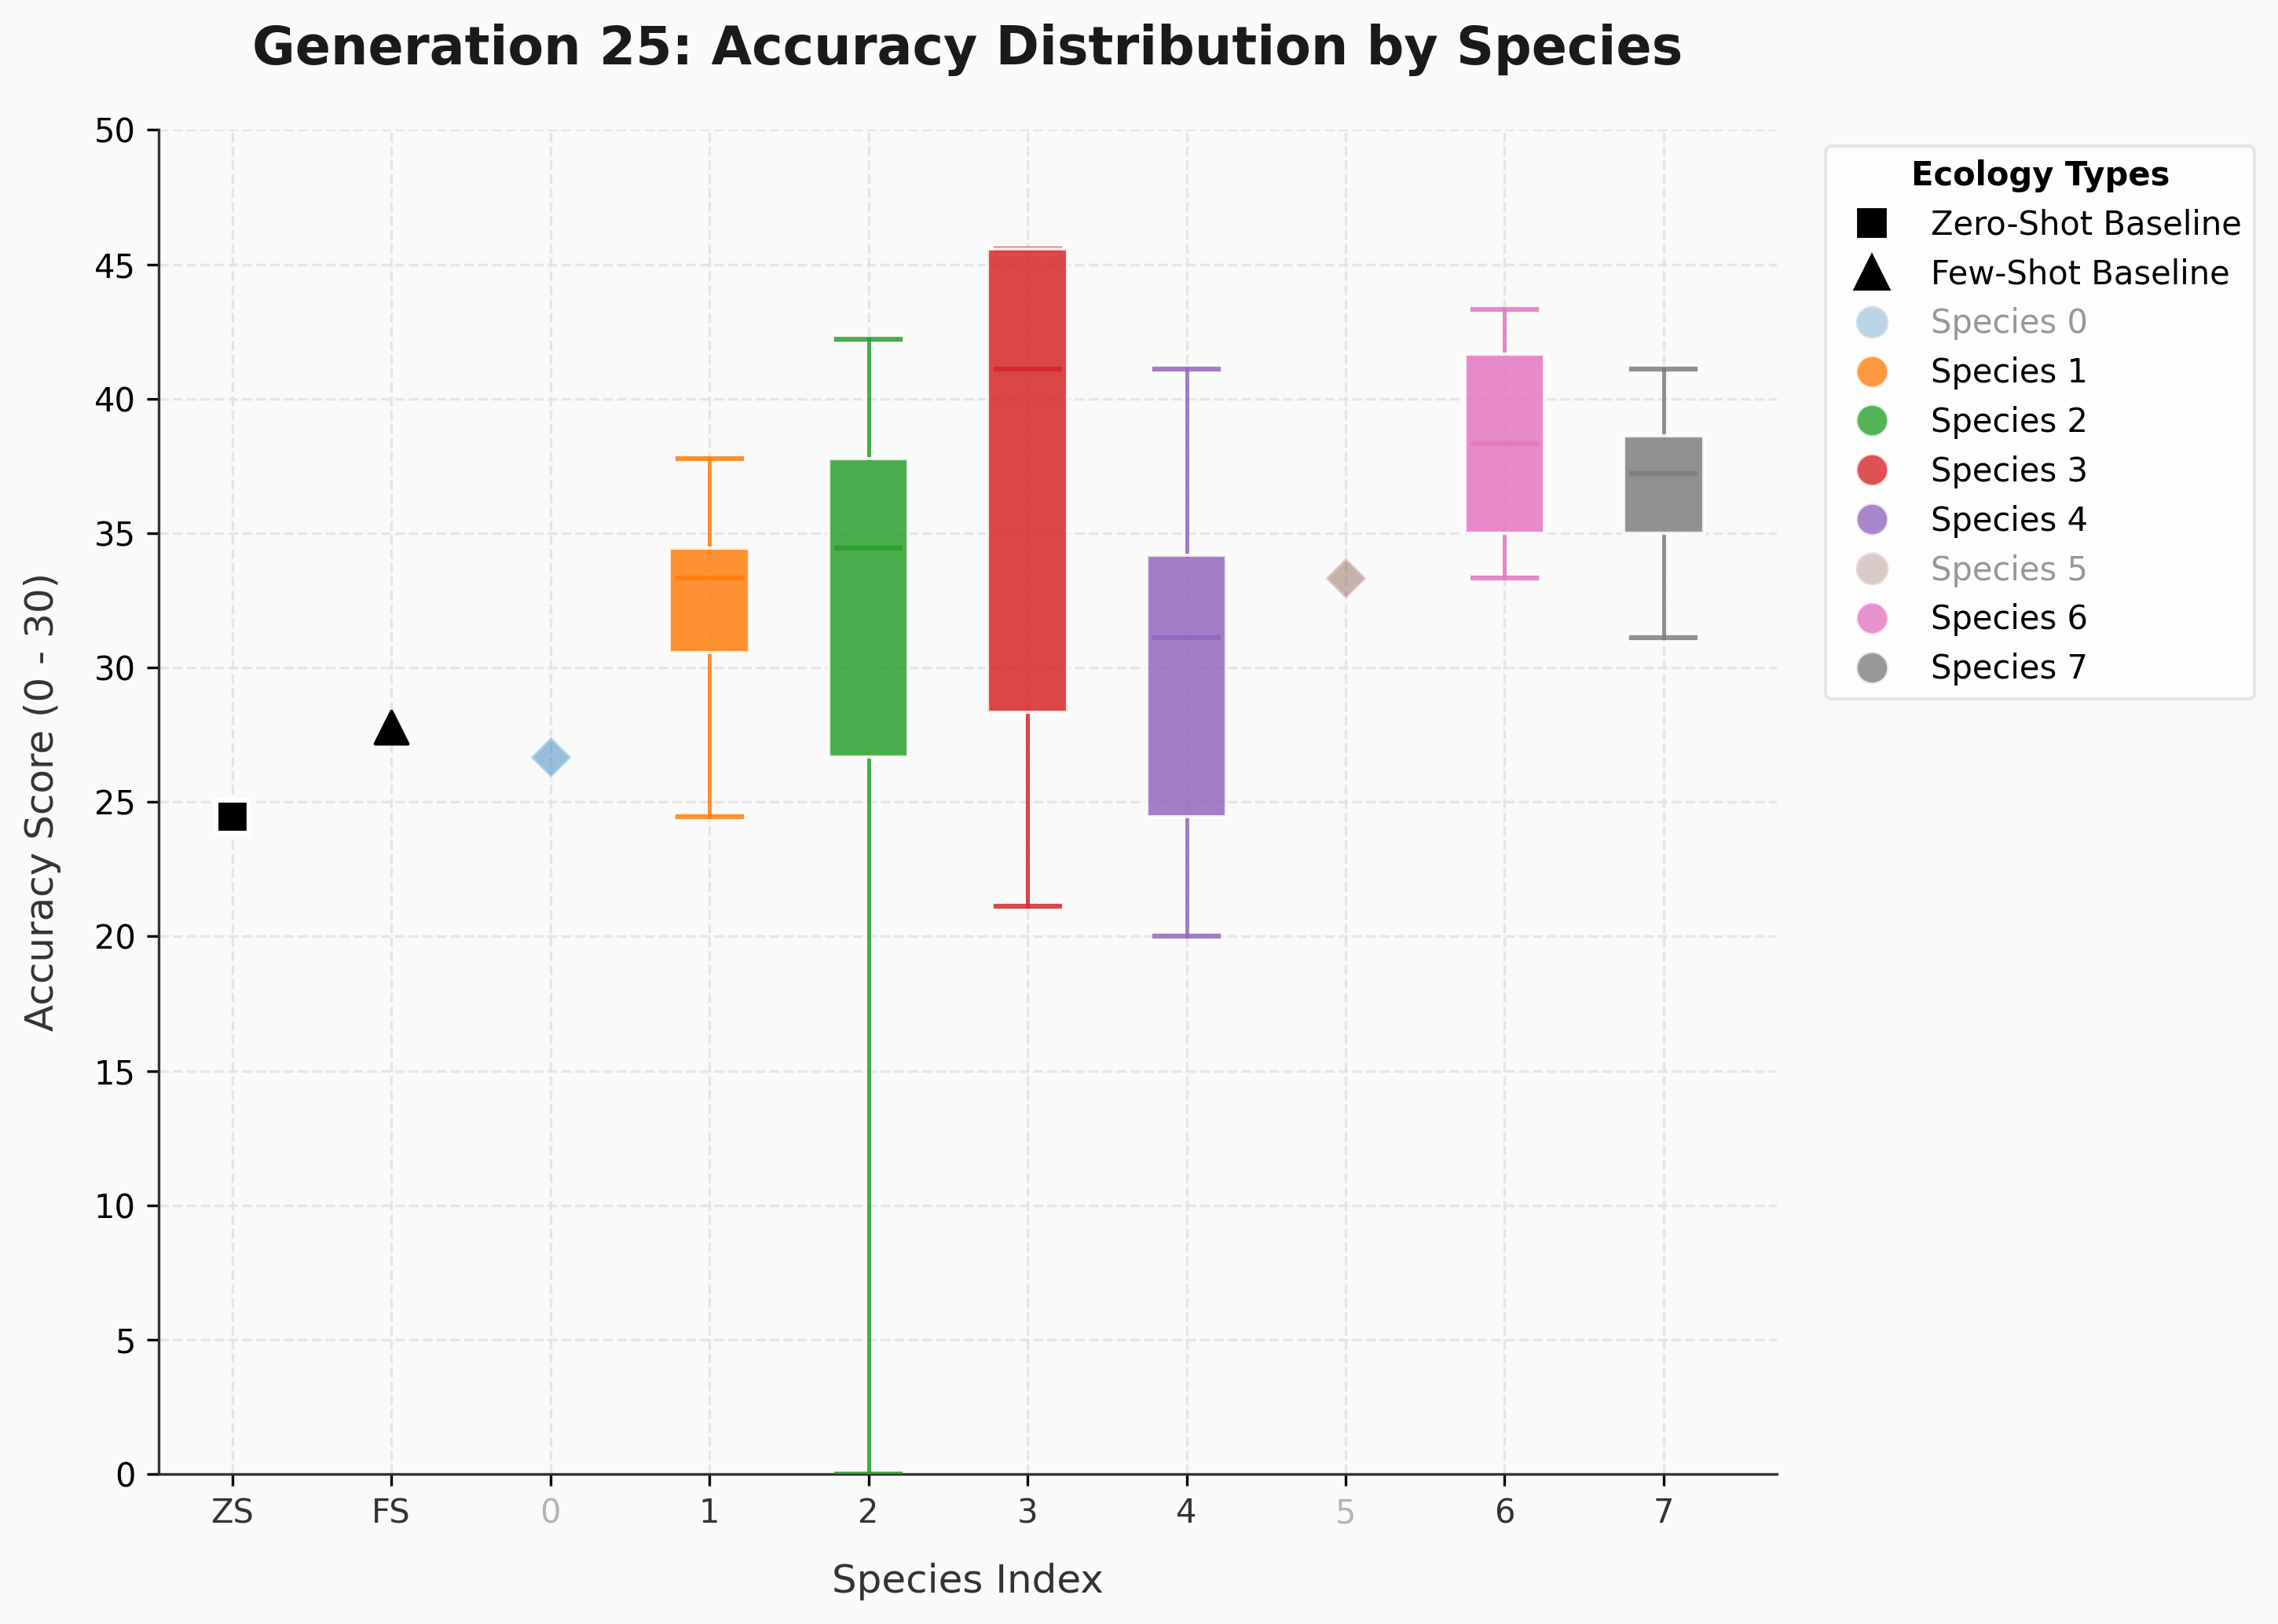 Generation 25: Accuracy Distribution by Species
50
45
40
35
30
25
20
15
10
5
0
Accuracy Score (0 - 30)
ZS
FS
0
1
2
3
4
5
6
7
Species Index
Ecology Types
Zero-Shot Baseline
Few-Shot Baseline
Species 0
Species 1
Species 2
Species 3
Species 4
Species 5
Species 6
Species 7